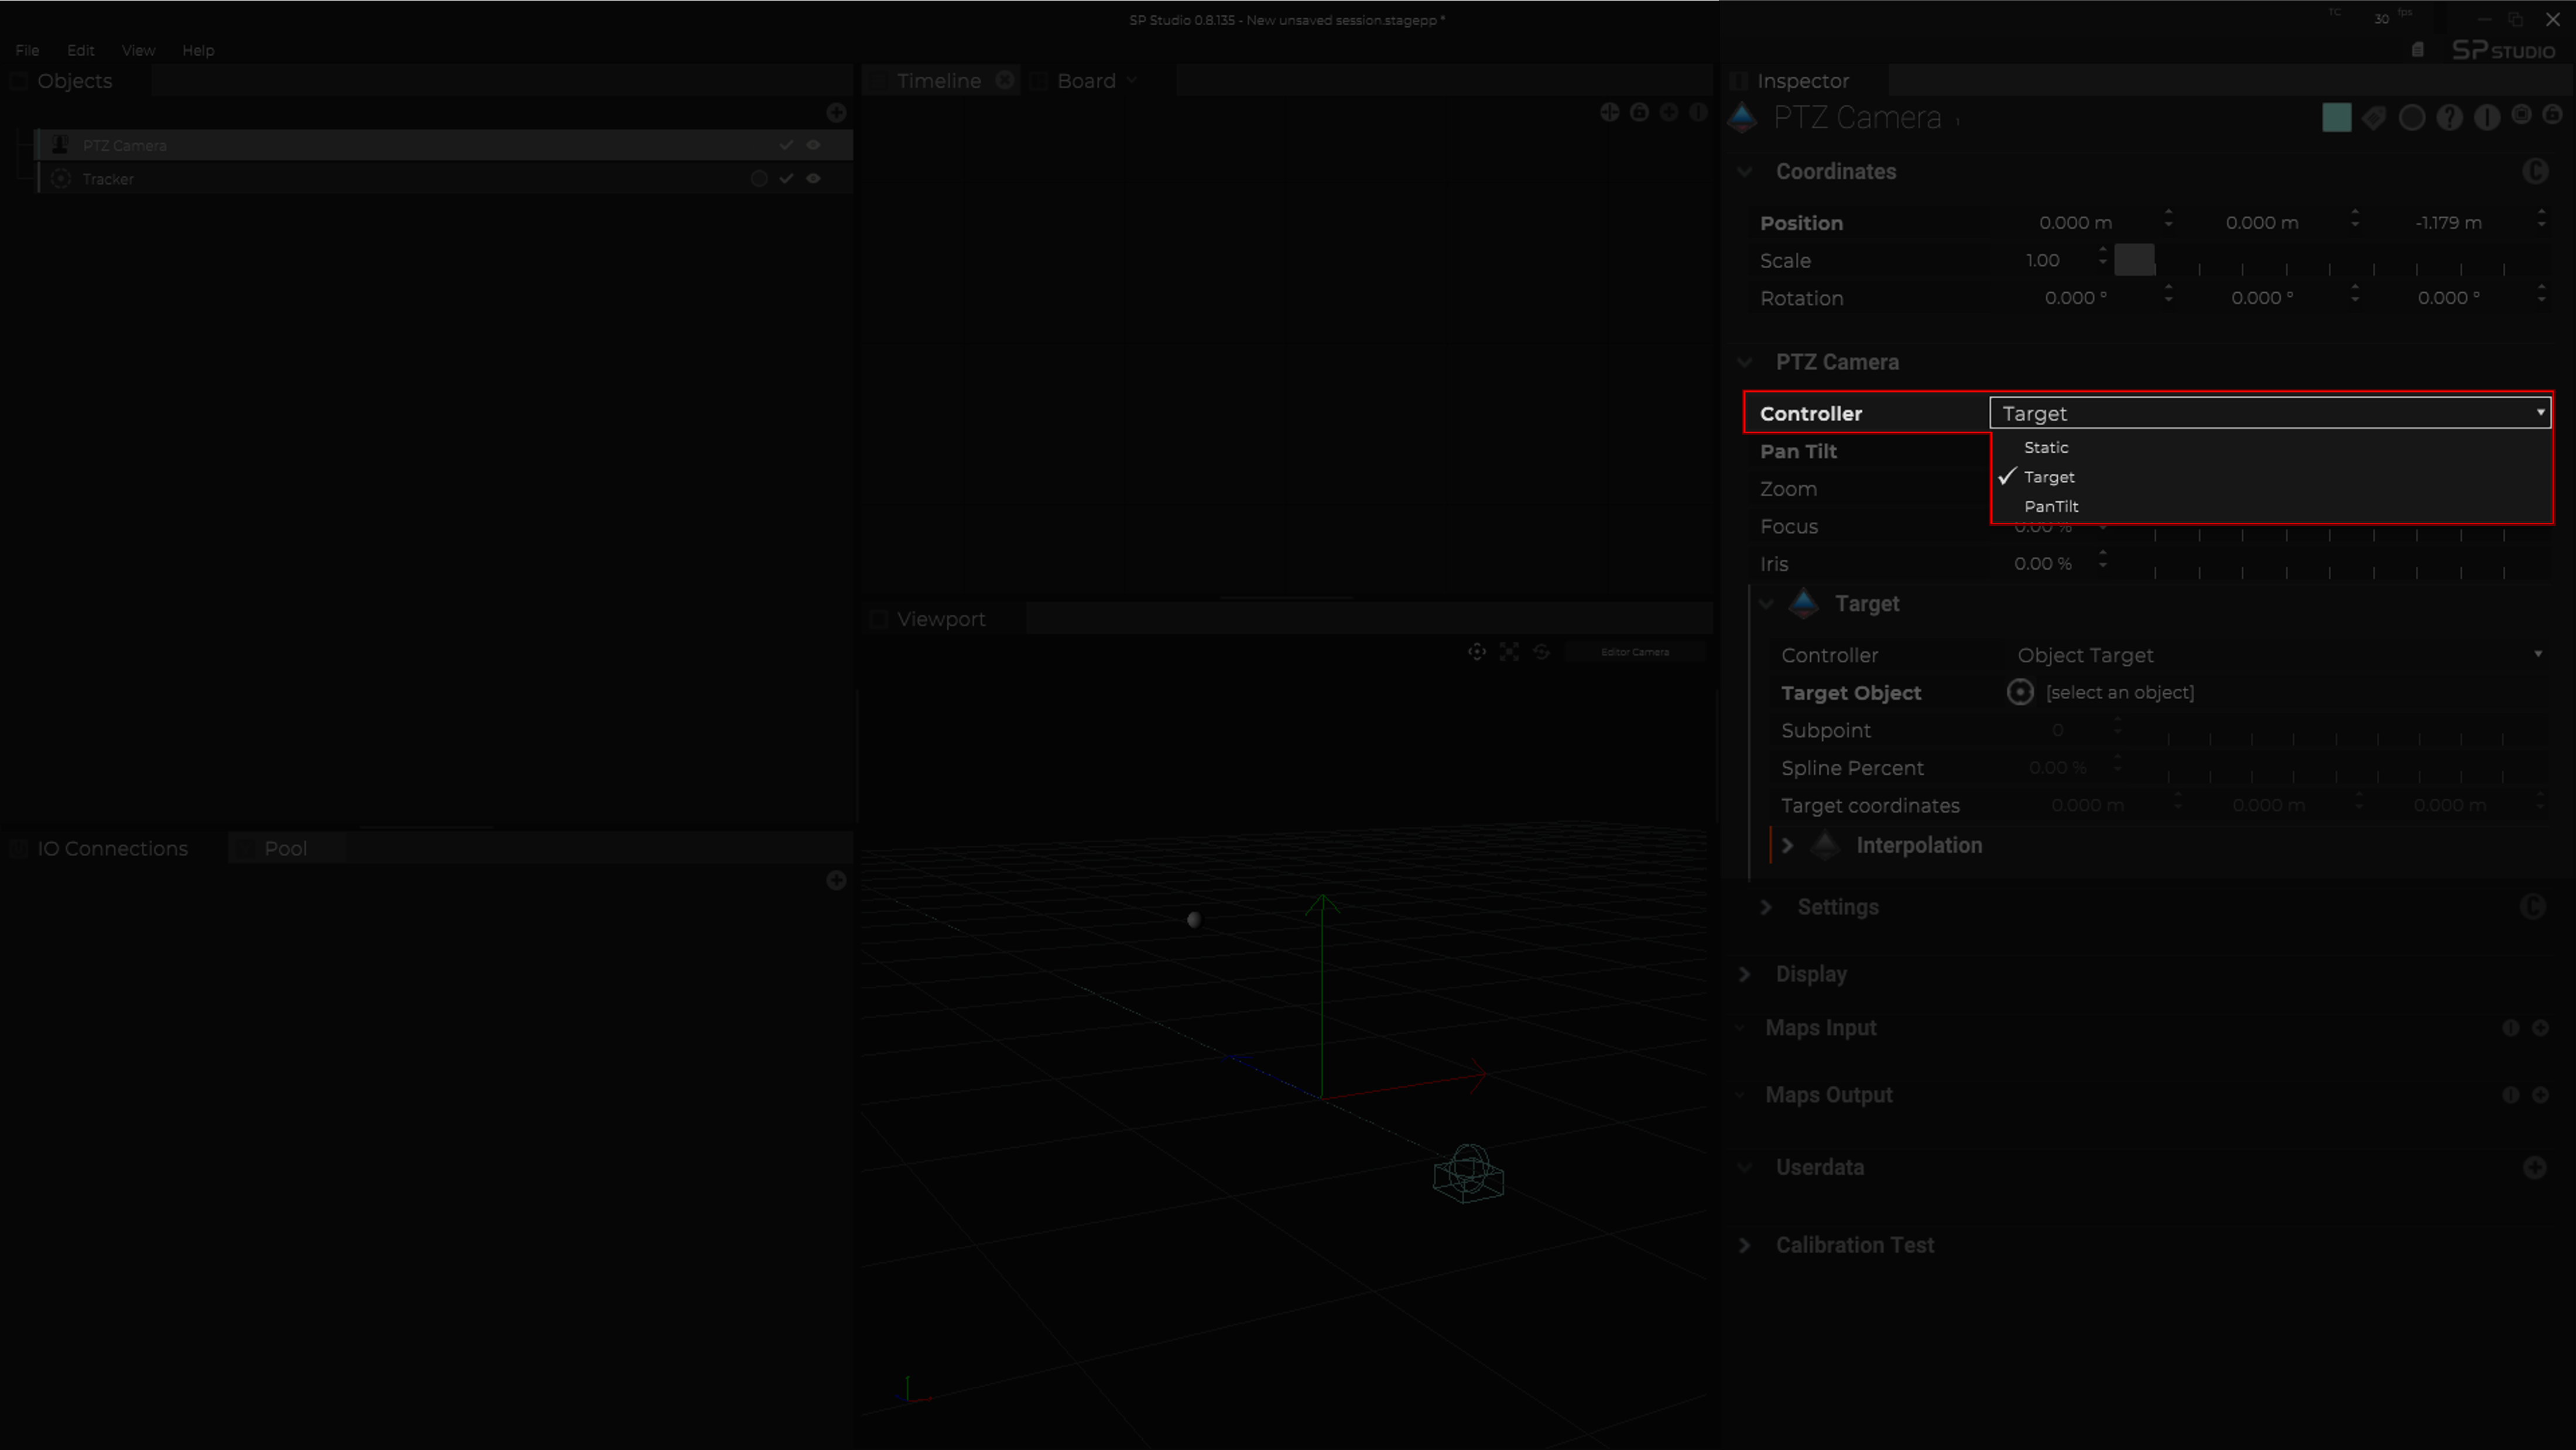 SP Studio 0.8.135 - New unsaved session.stagepp *
TC
30 fps
File Edit View Help
SP STUDIO
Objects
PTZ Camera
Tracker
Timeline Board
Viewport
Editor Camera
IO Connections Pool
Inspector
PTZ Camera 1
Coordinates
Position 0.000 m 0.000 m -1.179 m
Scale 1.00
Rotation 0.000 ° 0.000 ° 0.000 °
PTZ Camera
Controller Target
Static
Target
PanTilt
Pan Tilt
Zoom
Focus 0.00 %
Iris 0.00 %
Target
Controller Object Target
Target Object [select an object]
Subpoint 0
Spline Percent 0.00 %
Target coordinates 0.000 m 0.000 m 0.000 m
Interpolation
Settings
Display
Maps Input
Maps Output
Userdata
Calibration Test